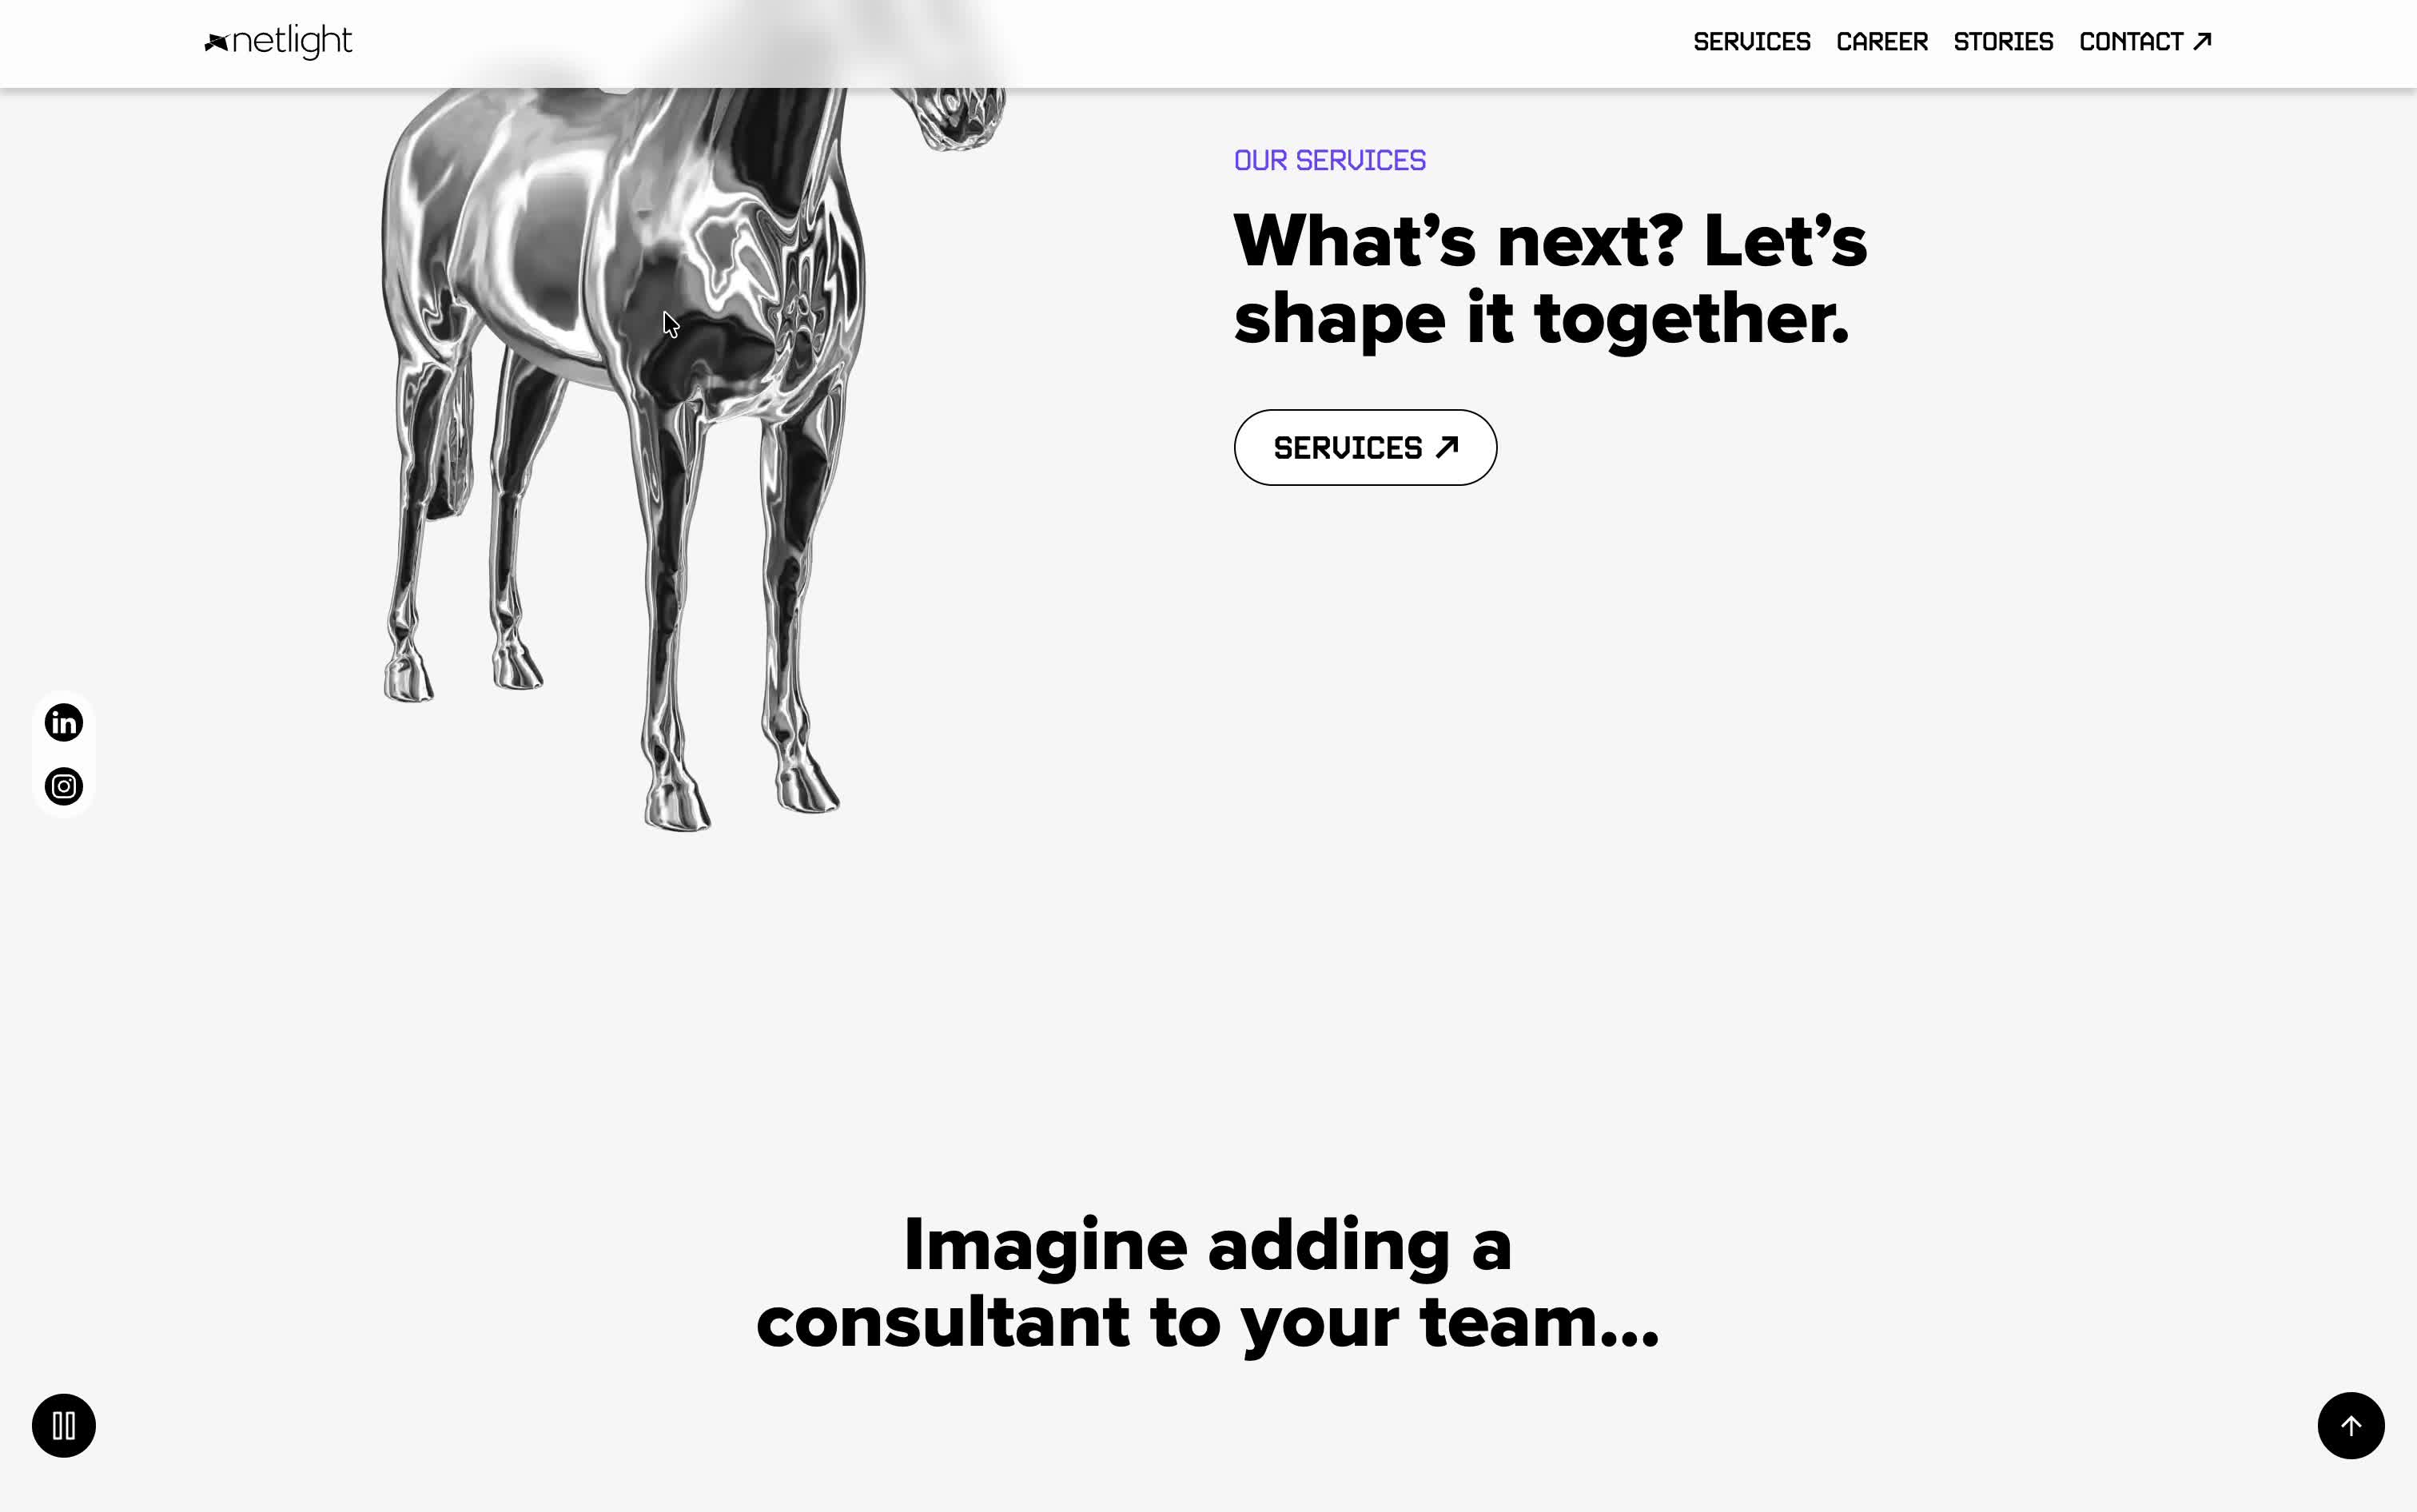 netlight
SERVICES CAREER STORIES CONTACT
OUR SERVICES
What’s next? Let’s
shape it together.
SERVICES
in
Imagine adding a
consultant to your team...